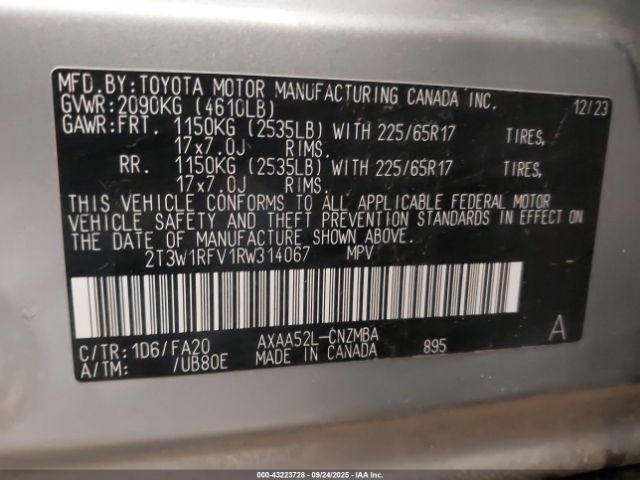 MFD.BY:TOYOTA MOTOR MANUFACTURING CANADA INC. 12/23
GVWR:2090KG (4610LB)
GAWR:FRT. 1150KG (2535LB) WITH 225/65R17 TIRES,
17x7.0J RIMS.
RR. 1150KG (2535LB) WITH 225/65R17 TIRES,
17x7.0J RIMS.
THIS VEHICLE CONFORMS TO ALL APPLICABLE FEDERAL MOTOR
VEHICLE SAFETY AND THEFT PREVENTION STANDARDS IN EFFECT ON
THE DATE OF MANUFACTURE SHOWN ABOVE.
2T3W1RFV1RW314067 MPV
C/TR:1D6/FA20 AXAA52L-CNZMBA A
A/TM: /UB80E MADE IN CANADA 895
000-43223728 - 09/24/2025 - IAA Inc.